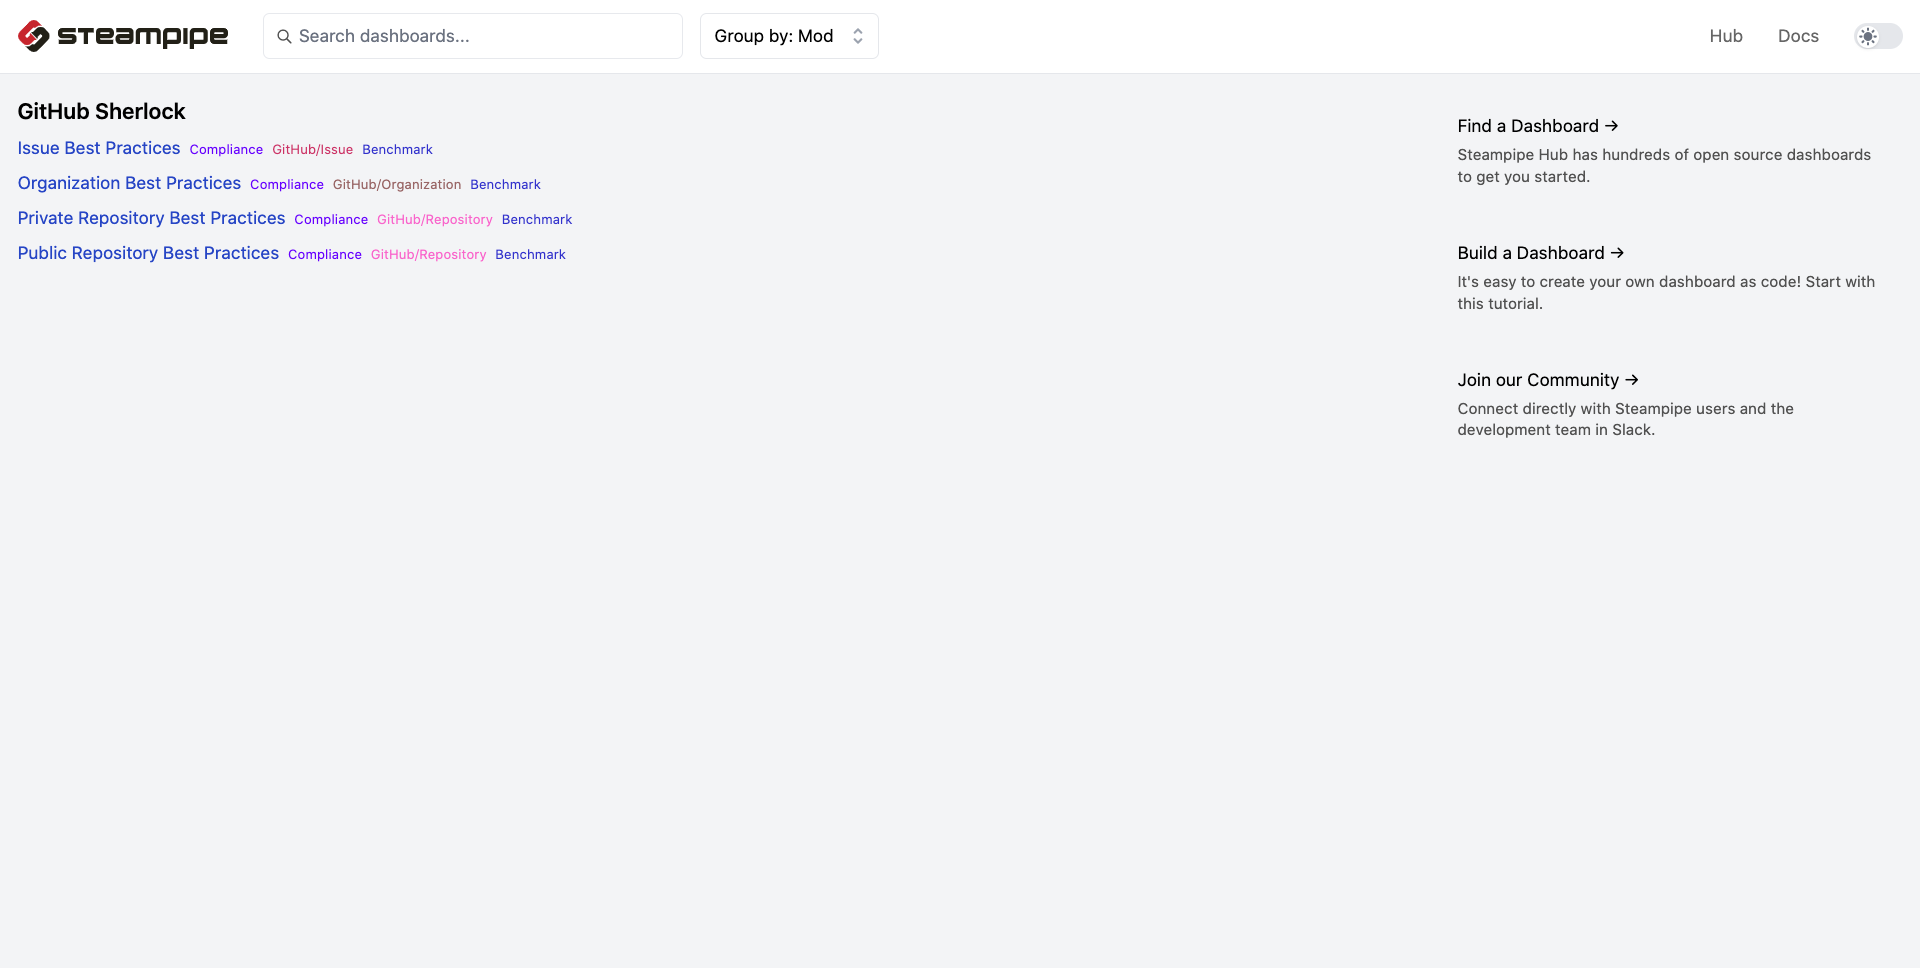 steampipe
Search dashboards...
Group by: Mod
Hub
Docs
GitHub Sherlock
Issue Best Practices Compliance GitHub/Issue Benchmark
Organization Best Practices Compliance GitHub/Organization Benchmark
Private Repository Best Practices Compliance GitHub/Repository Benchmark
Public Repository Best Practices Compliance GitHub/Repository Benchmark
Find a Dashboard →
Steampipe Hub has hundreds of open source dashboards
to get you started.
Build a Dashboard →
It's easy to create your own dashboard as code! Start with
this tutorial.
Join our Community →
Connect directly with Steampipe users and the
development team in Slack.